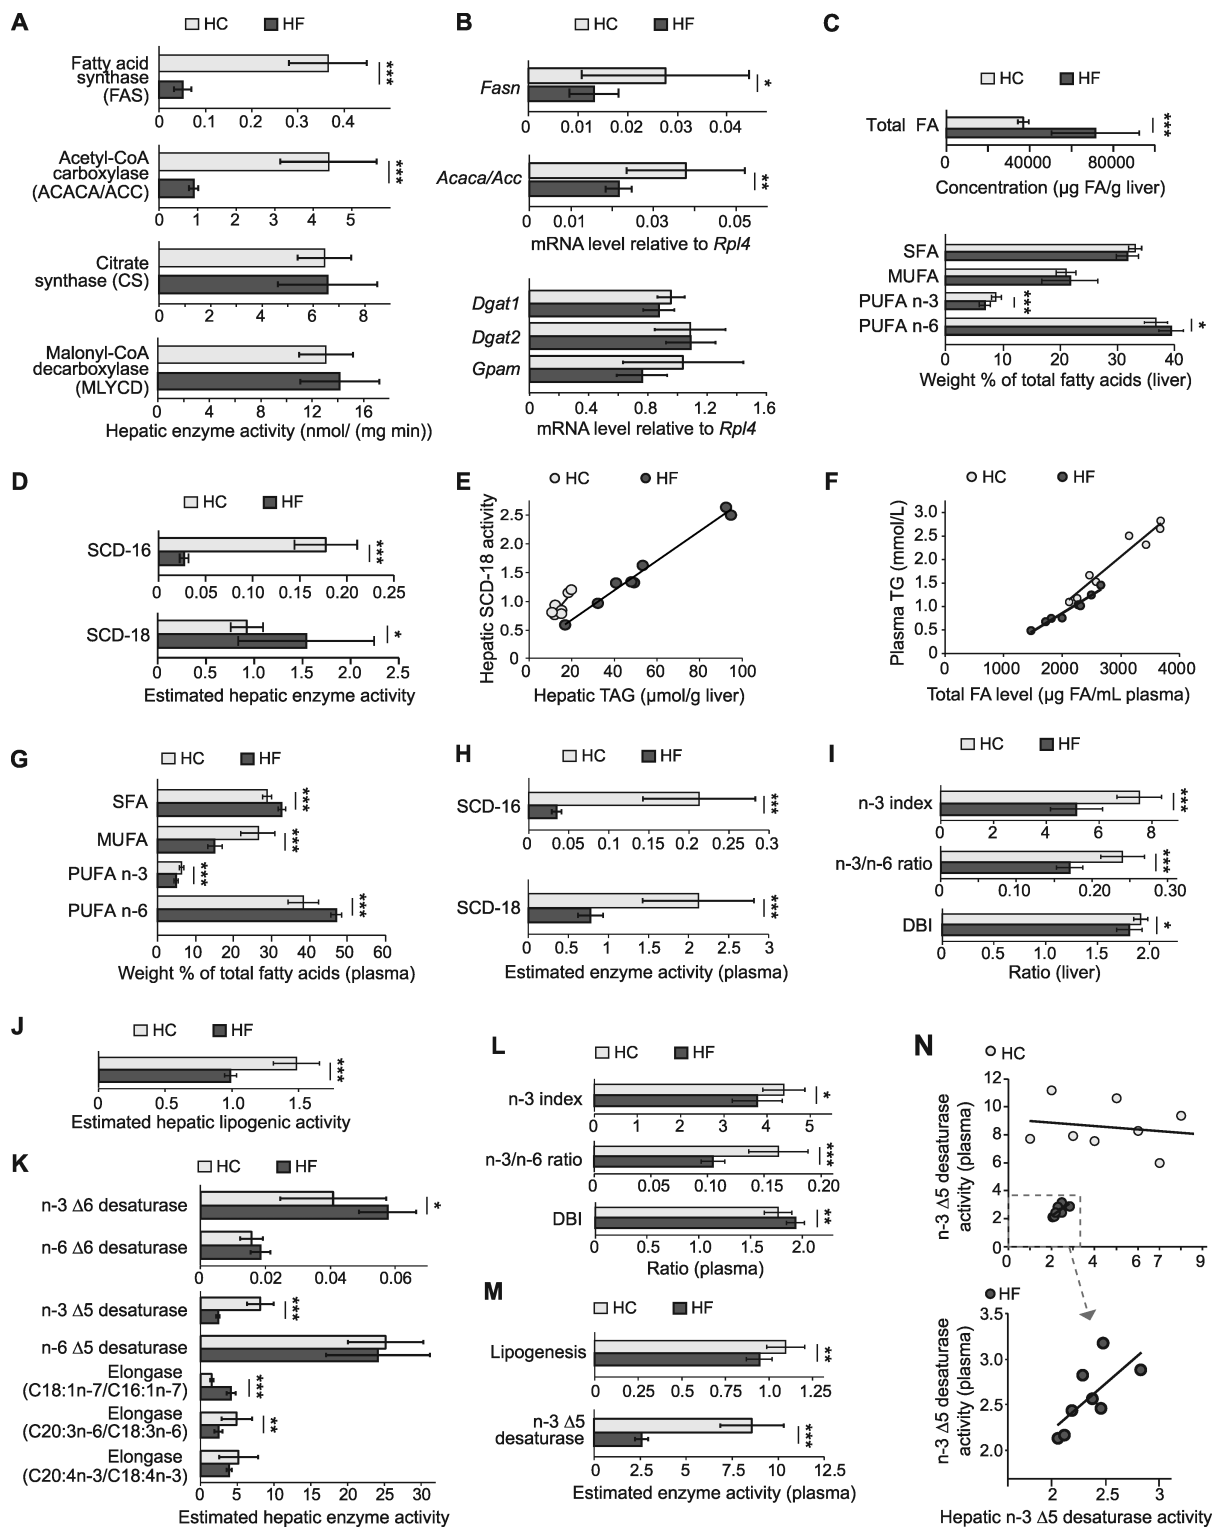 A
HC HF
Fatty acid
synthase
(FAS)
***
0 0.1 0.2 0.3 0.4
Acetyl-CoA
carboxylase
(ACACA/ACC)
***
0 1 2 3 4 5
Citrate
synthase (CS)
0 2 4 6 8
Malonyl-CoA
decarboxylase
(MLYCD)
0 4 8 12 16
Hepatic enzyme activity (nmol/ (mg min))
B
HC HF
Fasn
*
0 0.01 0.02 0.03 0.04
Acaca/Acc
**
0 0.01 0.03 0.05
mRNA level relative to Rpl4
Dgat1
Dgat2
Gpam
0 0.4 0.8 1.2 1.6
mRNA level relative to Rpl4
C
HC HF
Total FA
***
0 40000 80000
Concentration (µg FA/g liver)
SFA
MUFA
PUFA n-3
***
PUFA n-6
*
0 10 20 30 40
Weight % of total fatty acids (liver)
D
HC HF
SCD-16
***
0 0.05 0.10 0.15 0.20 0.25
SCD-18
*
0 0.5 1.0 1.5 2.0 2.5
Estimated hepatic enzyme activity
E
HC HF
Hepatic SCD-18 activity
2.5
2.0
1.5
1.0
0.5
0
0 20 40 60 80 100
Hepatic TAG (µmol/g liver)
F
HC HF
Plasma TG (mmol/L)
3.0
2.5
2.0
1.5
1.0
0.5
0
0 1000 2000 3000 4000
Total FA level (µg FA/mL plasma)
G
HC HF
SFA
***
MUFA
***
PUFA n-3
***
PUFA n-6
***
0 10 20 30 40 50 60
Weight % of total fatty acids (plasma)
H
HC HF
SCD-16
***
0 0.05 0.1 0.15 0.2 0.25 0.3
SCD-18
***
0 0.5 1 1.5 2 2.5 3
Estimated enzyme activity (plasma)
I
HC HF
n-3 index
***
0 2 4 6 8
n-3/n6 ratio
***
0 0.10 0.20 0.30
DBI
*
0 0.5 1.0 1.5 2.0
Ratio (liver)
J
HC HF
***
0 0.5 1.0 1.5
Estimated hepatic lipogenic activity
K
HC HF
n-3 Δ6 desaturase
*
n-6 Δ6 desaturase
0 0.02 0.04 0.06
n-3 Δ5 desaturase
***
n-6 Δ5 desaturase
Elongase
(C18:1n-7/C16:1n-7)
***
Elongase
(C20:3n-6/C18:3n-6)
**
Elongase
(C20:4n-3/C18:4n-3)
0 5 10 15 20 25 30
Estimated hepatic enzyme activity
L
HC HF
n-3 index
*
0 1 2 3 4 5
n-3/n-6 ratio
***
0 0.05 0.10 0.15 0.20
DBI
**
0 0.5 1.0 1.5 2.0
Ratio (plasma)
M
HC HF
Lipogenesis
**
0.0 0.25 0.5 0.75 1.0 1.25
n-3 Δ5
desaturase
***
0 2.5 5.0 7.5 10 12.5
Estimated enzyme activity (plasma)
N
HC
n-3 Δ5 desaturase
activity (plasma)
12
10
8
6
4
2
0
0 2 4 6 7 9
HF
n-3 Δ5 desaturase
activity (plasma)
3.5
3.0
2.5
2.0
2 2.5 3
Hepatic n-3 Δ5 desaturase activity